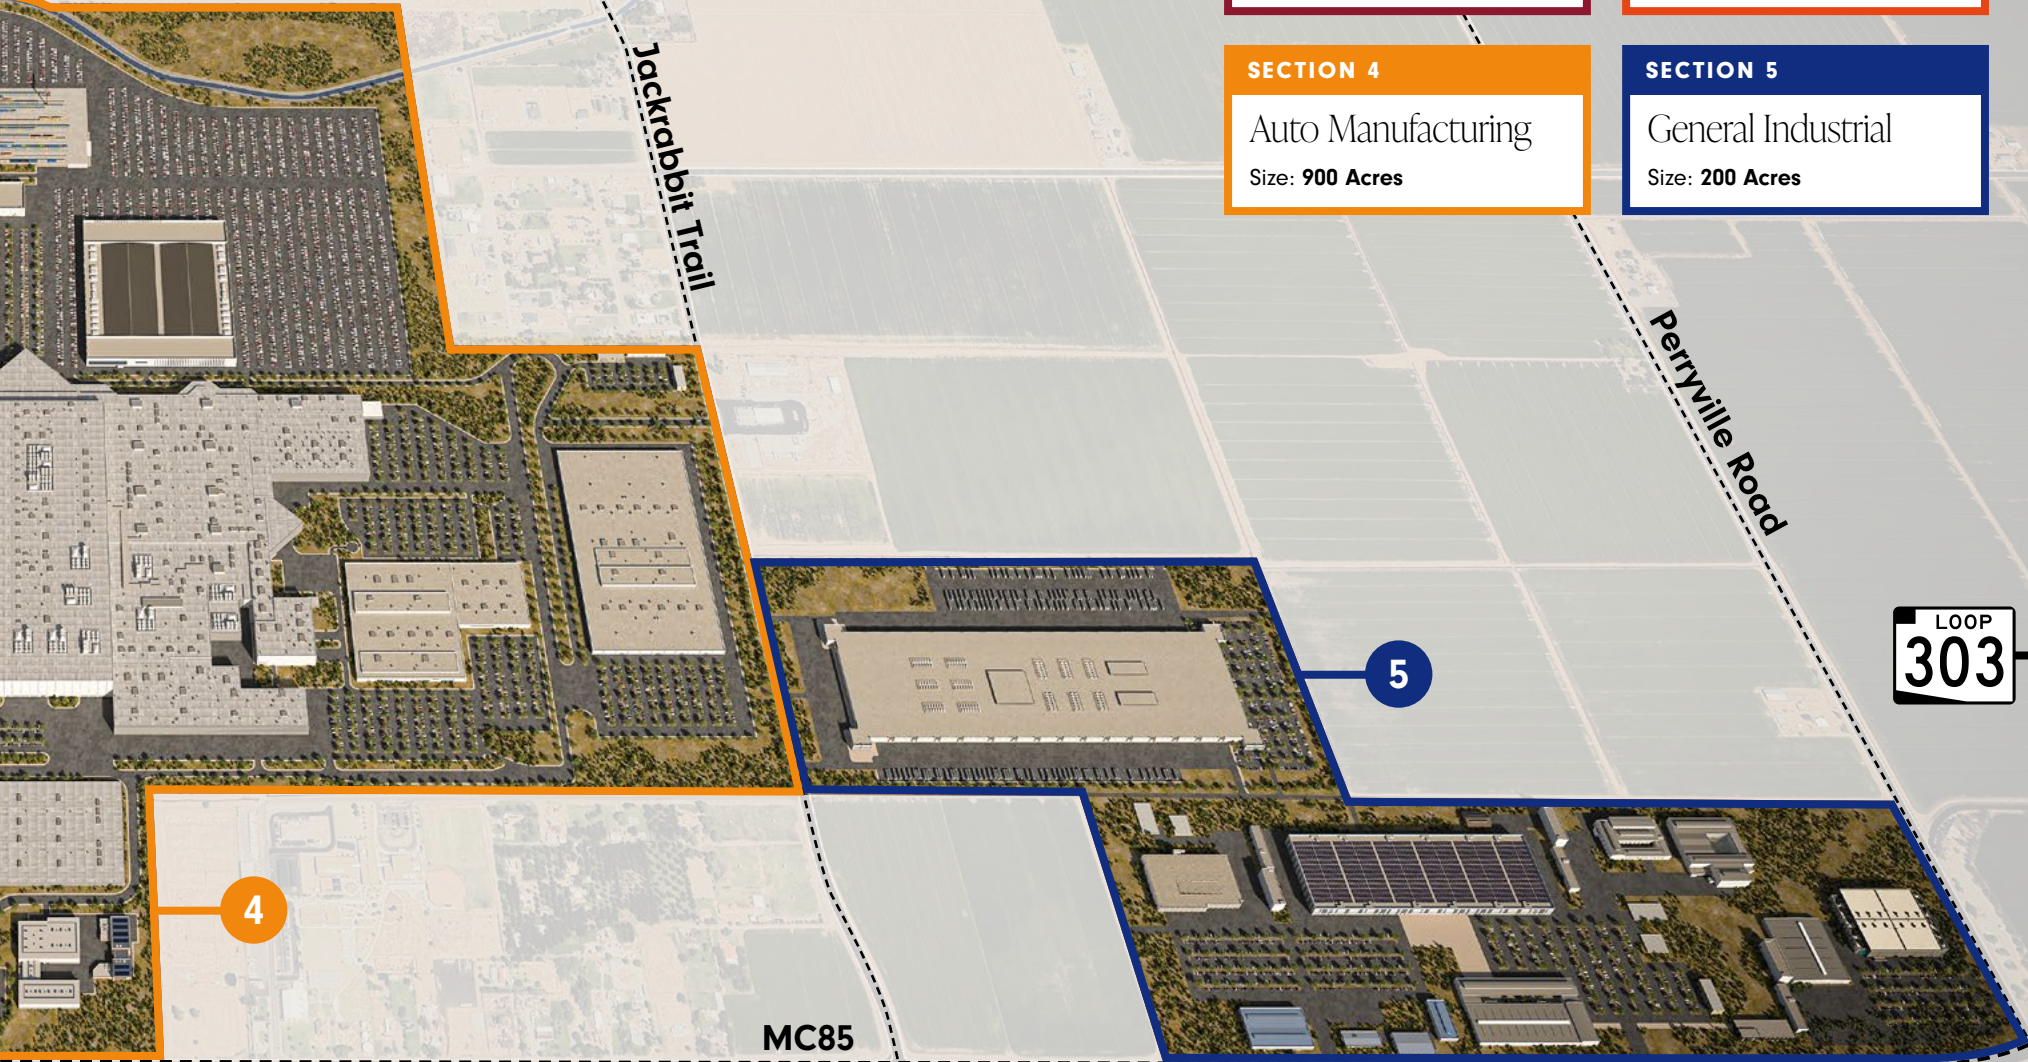 SECTION 4
Auto Manufacturing
Size: 900 Acres
SECTION 5
General Industrial
Size: 200 Acres
Jackrabbit Trail
Perryville Road
LOOP
303
5
4
MC85